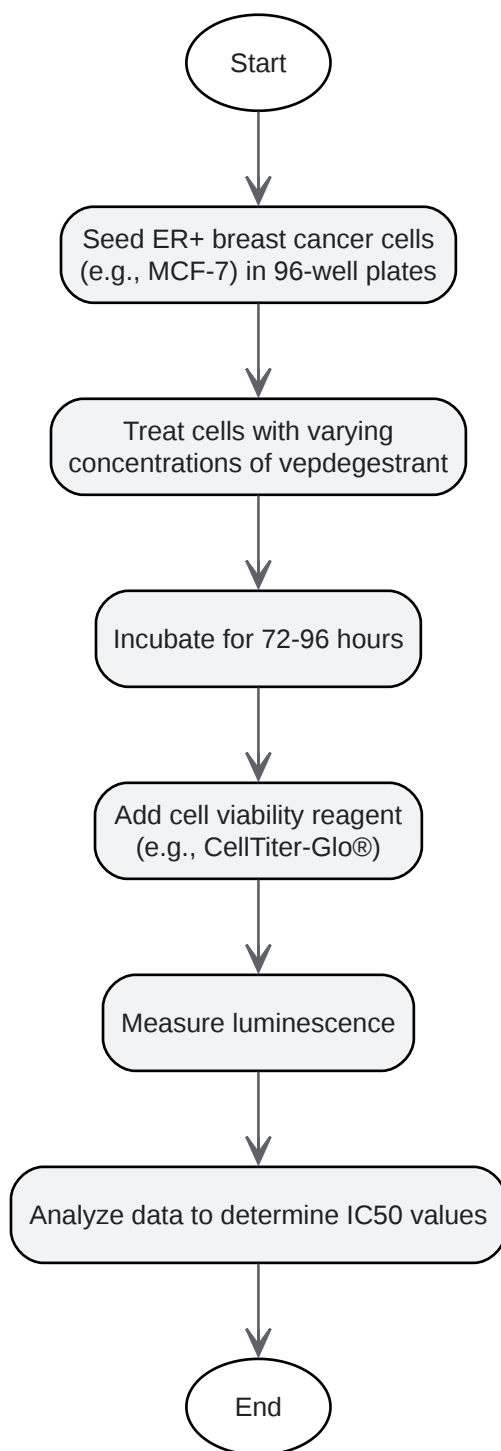 Start
Seed ER+ breast cancer cells
(e.g., MCF-7) in 96-well plates
Treat cells with varying
concentrations of vepdegestrant
Incubate for 72-96 hours
Add cell viability reagent
(e.g., CellTiter-Glo®)
Measure luminescence
Analyze data to determine IC50 values
End